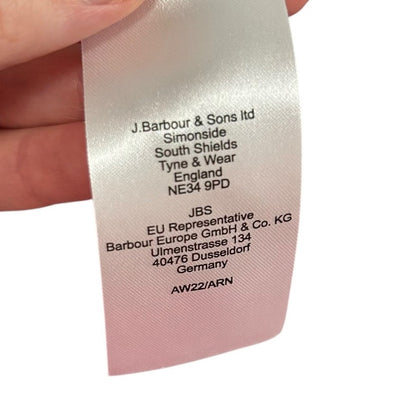 J.Barbour & Sons ltd
Simonside
South Shields
Tyne & Wear
England
NE34 9PD
JBS
EU Representative
Barbour Europe GmbH & Co. KG
Ulmenstrasse 134
40476 Dusseldorf
Germany
AW22/ARN